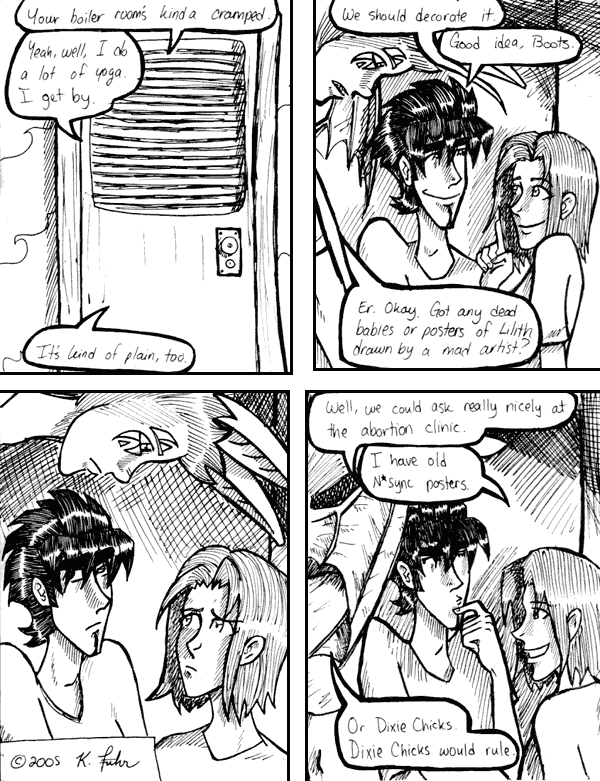 Your boiler room's kinda cramped.
Yeah, well, I do
a lot of yoga.
I get by.
It's kind of plain, too.
We should decorate it.
Good idea, Boots.
Er. Okay. Got any dead
babies or posters of Lilith
drawn by a mad artist?
©2005 K. Fuhr
Well, we could ask really nicely at
the abortion clinic.
I have old
N*sync posters.
Or Dixie Chicks.
Dixie Chicks would rule.